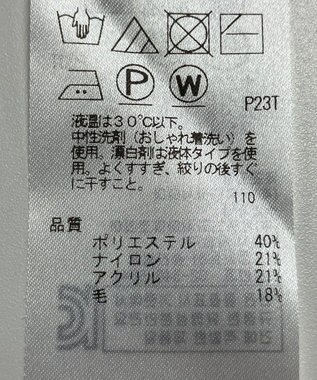 P
W
P23T
液温は30℃以下。
中性洗剤(おしゃれ着洗い)を
使用。漂白剤は液体タイプを使
用。よくすすぎ、絞りの後すぐ
に干すこと。
110
品質
ポリエステル 40%
ナイロン 21%
アクリル 21%
毛 18%